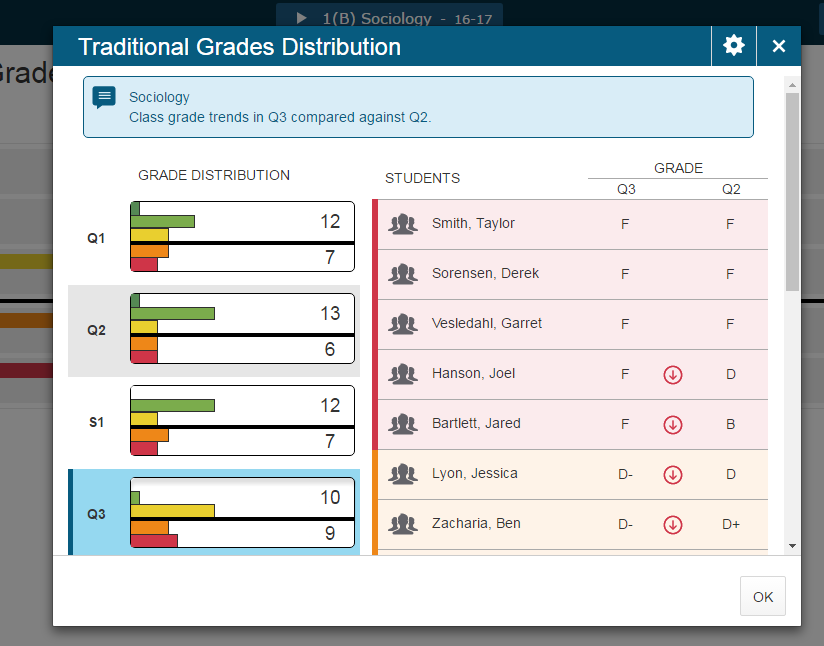 1(B) Sociology - 16-17
Traditional Grades Distribution
Grade
Sociology
Class grade trends in Q3 compared against Q2.
GRADE DISTRIBUTION
Q1
12
7
Q2
13
6
S1
12
7
Q3
10
9
STUDENTS
GRADE
Q3 Q2
Smith, Taylor F F
Sorensen, Derek F F
Vesledahl, Garret F F
Hanson, Joel F D
Bartlett, Jared F B
Lyon, Jessica D- D
Zacharia, Ben D- D+
OK